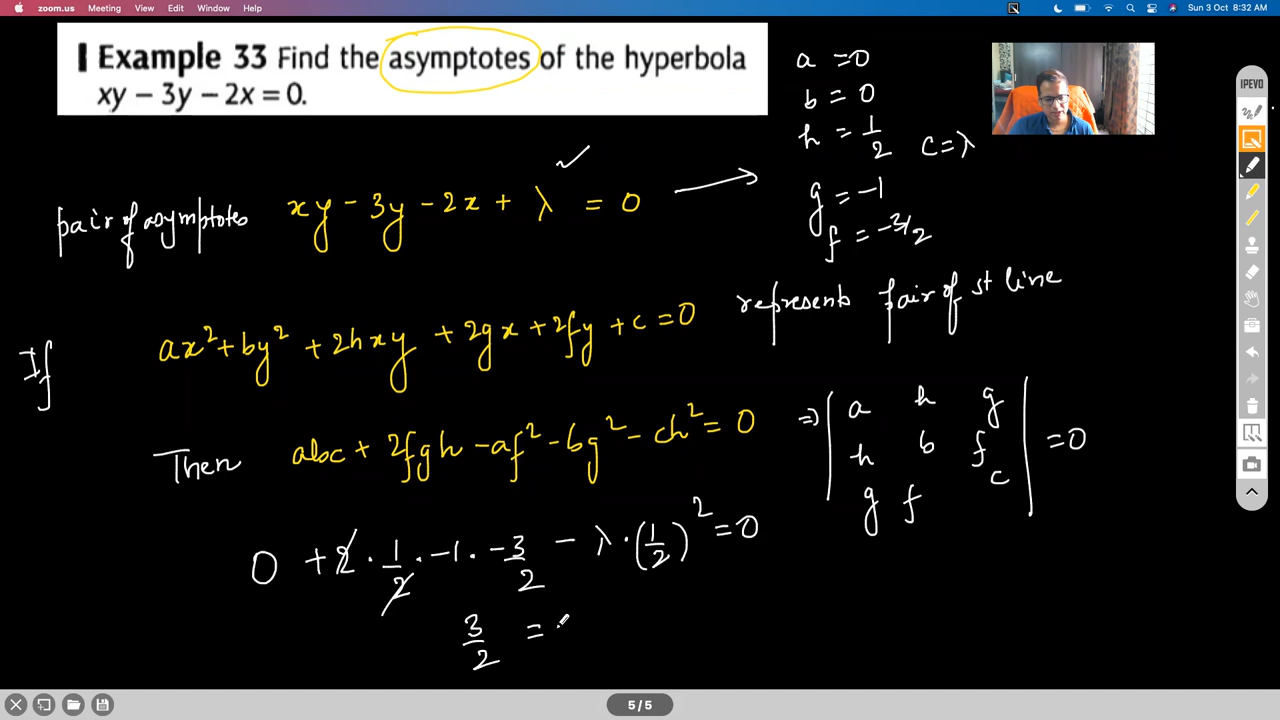 zoom.us Meeting View Edit Window Help
Sun 3 Oct 8:32 AM
Example 33 Find the asymptotes of the hyperbola
xy − 3y − 2x = 0.
a = 0
b = 0
h = 1/2 c = λ
g = −1
f = −3/2
pair of asymptotes xy − 3y − 2x + λ = 0
If ax² + by² + 2hxy + 2gx + 2fy + c = 0 represents pair of st line
Then abc + 2fgh − af² − bg² − ch² = 0 ⇒ | a h g |
| h b f | = 0
| g f c |
0 + 2 · 1/2 · −1 · −3/2 − λ · (1/2)² = 0
3/2 =
IPEVO
5/5